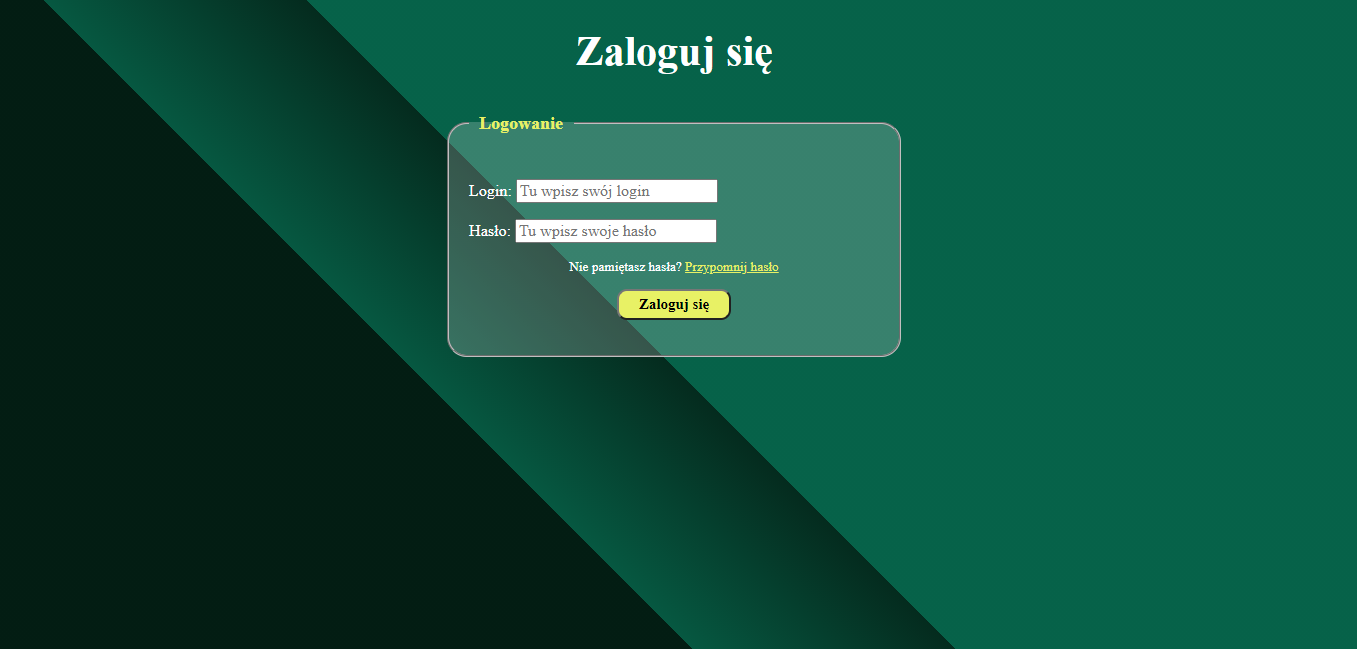 Zaloguj się
Logowanie
Login: Tu wpisz swój login
Hasło: Tu wpisz swoje hasło
Nie pamiętasz hasła? Przypomnij hasło
Zaloguj się